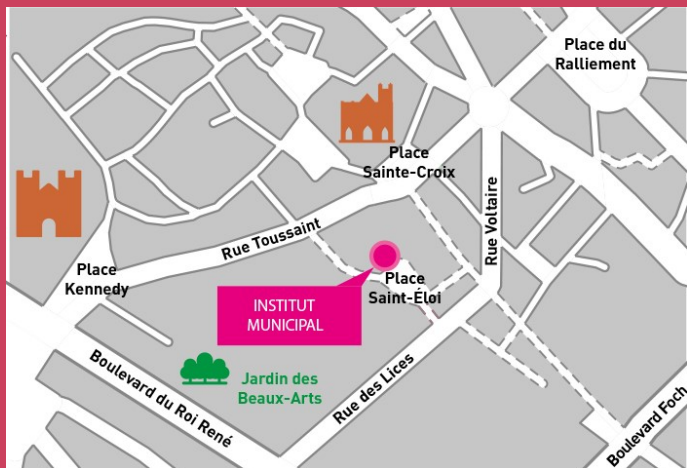 Place du
Ralliement
Place
Sainte-Croix
Rue Voltaire
Rue Toussaint
Place
Kennedy
Place
Saint-Éloi
INSTITUT
MUNICIPAL
Boulevard du Roi René
Jardin des
Beaux-Arts
Rue des Lices
Boulevard Foch